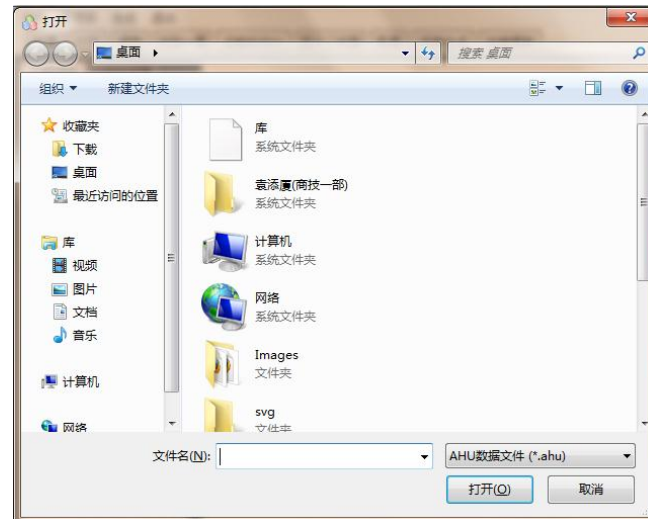 打开
桌面
搜索 桌面
组织 新建文件夹
收藏夹
下载
桌面
最近访问的位置
库
视频
图片
文档
音乐
计算机
网络
库
系统文件夹
袁添厦(商技一部)
系统文件夹
计算机
系统文件夹
网络
系统文件夹
Images
文件夹
svg
文件夹
文件名(N):
AHU数据文件 (*.ahu)
打开(O) 取消